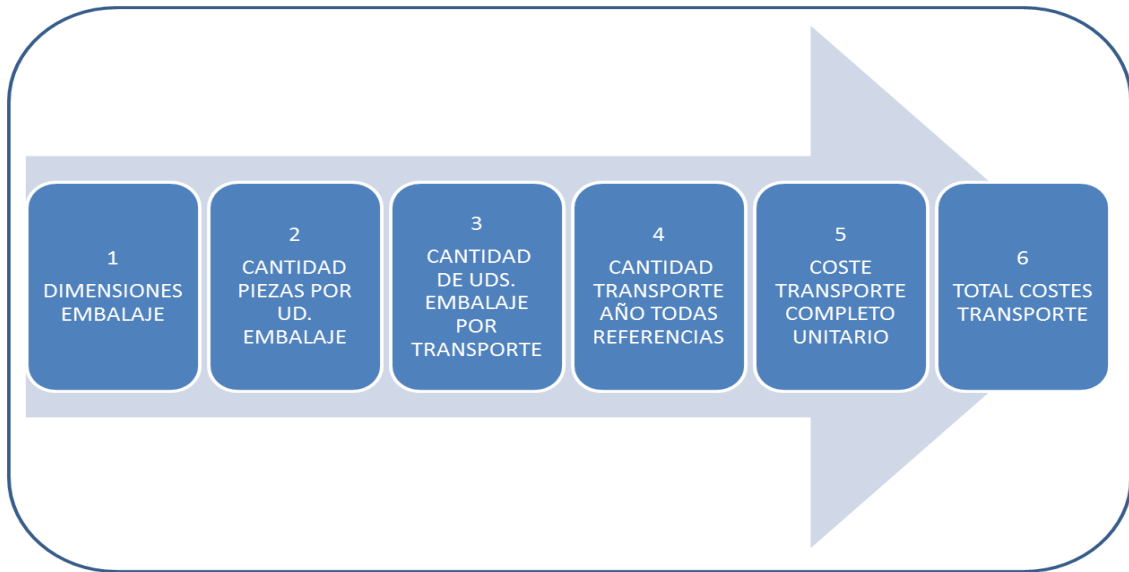 1
DIMENSIONES
EMBALAJE
2
CANTIDAD
PIEZAS POR
UD.
EMBALAJE
3
CANTIDAD
DE UDS.
EMBALAJE
POR
TRANSPORTE
4
CANTIDAD
TRANSPORTE
AÑO TODAS
REFERENCIAS
5
COSTE
TRANSPORTE
COMPLETO
UNITARIO
6
TOTAL COSTES
TRANSPORTE